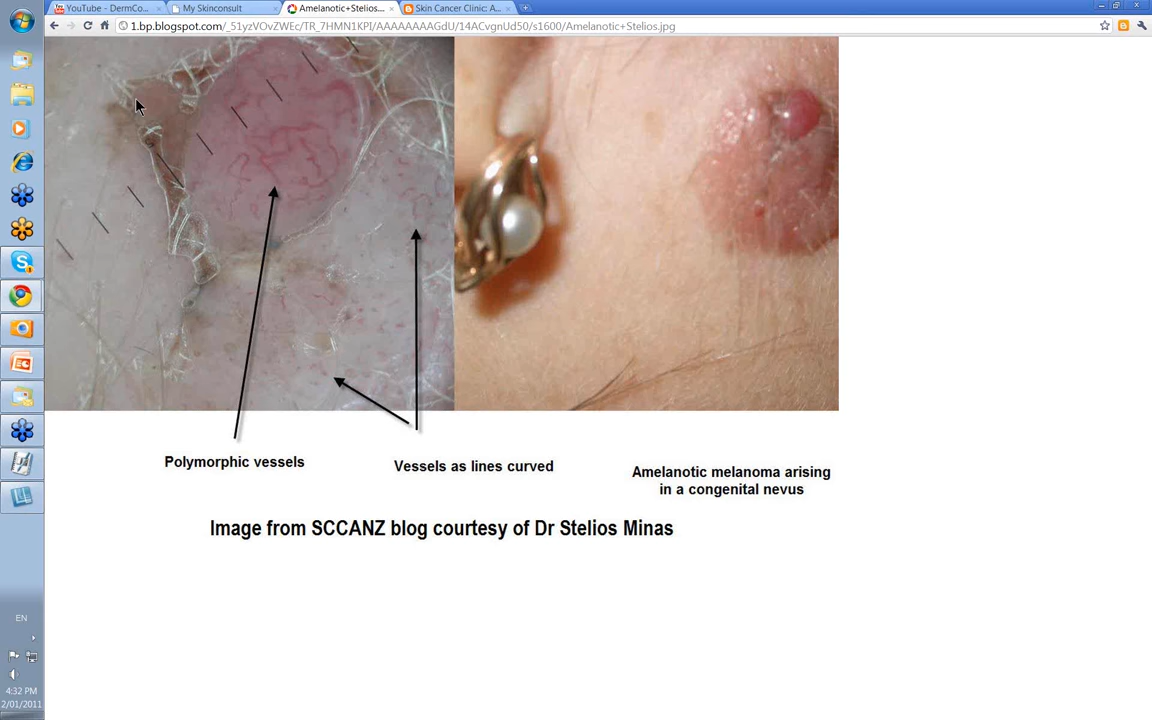 YouTube - DermCo...
My Skinconsult
Amelanotic+Stelios...
Skin Cancer Clinic: A...
1.bp.blogspot.com/_51yzVOvZWEc/TR_7HMN1KPI/AAAAAAAAGdU/14ACvgnUd50/s1600/Amelanotic+Stelios.jpg
Polymorphic vessels
Vessels as lines curved
Amelanotic melanoma arising
in a congenital nevus
Image from SCCANZ blog courtesy of Dr Stelios Minas
EN
4:32 PM
2/01/2011